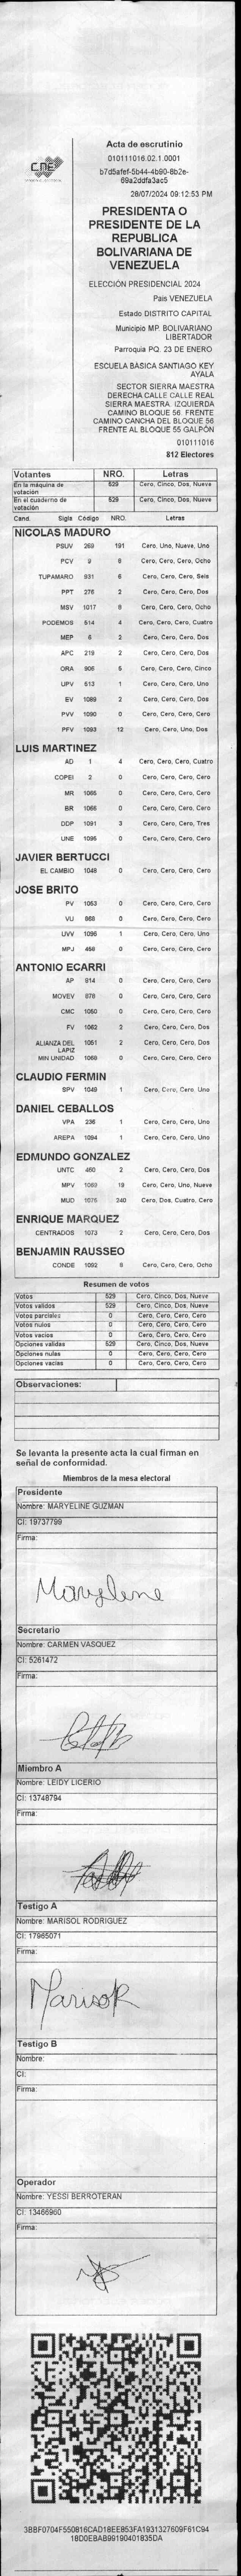 CNE
Acta de escrutinio
010111016.02.1.0001
b7d5afef-5b44-4b90-8b2e-
69a2ddfa3ac5
28/07/2024 09:12:53 PM
PRESIDENTA O
PRESIDENTE DE LA
REPUBLICA
BOLIVARIANA DE
VENEZUELA
ELECCIÓN PRESIDENCIAL 2024
Pais VENEZUELA
Estado DISTRITO CAPITAL
Municipio MP. BOLIVARIANO
LIBERTADOR
Parroquia PQ. 23 DE ENERO
ESCUELA BÁSICA SANTIAGO KEY
AYALA
SECTOR SIERRA MAESTRA
DERECHA CALLE CALLE REAL
SIERRA MAESTRA. IZQUIERDA
CAMINO BLOQUE 56. FRENTE
CAMINO CANCHA DEL BLOQUE 56
FRENTE AL BLOQUE 55 GALPÓN
010111016
812 Electores
Votantes NRO. Letras
En la máquina de votación 529 Cero, Cinco, Dos, Nueve
En el cuaderno de votación 529 Cero, Cinco, Dos, Nueve
Cand. Sigla Código NRO. Letras
NICOLAS MADURO
PSUV 269 191 Cero, Uno, Nueve, Uno
PCV 9 8 Cero, Cero, Cero, Ocho
TUPAMARO 931 6 Cero, Cero, Cero, Seis
PPT 276 2 Cero, Cero, Cero, Dos
MSV 1017 8 Cero, Cero, Cero, Ocho
PODEMOS 514 4 Cero, Cero, Cero, Cuatro
MEP 6 2 Cero, Cero, Cero, Dos
APC 219 2 Cero, Cero, Cero, Dos
ORA 906 5 Cero, Cero, Cero, Cinco
UPV 513 1 Cero, Cero, Cero, Uno
EV 1089 2 Cero, Cero, Cero, Dos
PVV 1090 0 Cero, Cero, Cero, Cero
PFV 1093 12 Cero, Cero, Uno, Dos
LUIS MARTINEZ
AD 1 4 Cero, Cero, Cero, Cuatro
COPEI 2 0 Cero, Cero, Cero, Cero
MR 1065 0 Cero, Cero, Cero, Cero
BR 1066 0 Cero, Cero, Cero, Cero
DDP 1091 3 Cero, Cero, Cero, Tres
UNE 1096 0 Cero, Cero, Cero, Cero
JAVIER BERTUCCI
EL CAMBIO 1048 0 Cero, Cero, Cero, Cero
JOSE BRITO
PV 1053 0 Cero, Cero, Cero, Cero
VU 868 0 Cero, Cero, Cero, Cero
UVV 1095 1 Cero, Cero, Cero, Uno
MPJ 456 0 Cero, Cero, Cero, Cero
ANTONIO ECARRI
AP 814 0 Cero, Cero, Cero, Cero
MOVEV 878 0 Cero, Cero, Cero, Cero
CMC 1050 0 Cero, Cero, Cero, Cero
FV 1062 2 Cero, Cero, Cero, Dos
ALIANZA DEL LAPIZ 1051 2 Cero, Cero, Cero, Dos
MIN UNIDAD 1068 0 Cero, Cero, Cero, Cero
CLAUDIO FERMIN
SPV 1049 1 Cero, Cero, Cero, Uno
DANIEL CEBALLOS
VPA 236 1 Cero, Cero, Cero, Uno
AREPA 1094 1 Cero, Cero, Cero, Uno
EDMUNDO GONZALEZ
UNTC 460 2 Cero, Cero, Cero, Dos
MPV 1069 19 Cero, Cero, Uno, Nueve
MUD 1075 240 Cero, Dos, Cuatro, Cero
ENRIQUE MARQUEZ
CENTRADOS 1073 2 Cero, Cero, Cero, Dos
BENJAMIN RAUSSEO
CONDE 1092 8 Cero, Cero, Cero, Ocho
Resumen de votos
Votos 529 Cero, Cinco, Dos, Nueve
Votos validos 529 Cero, Cinco, Dos, Nueve
Votos parciales 0 Cero, Cero, Cero, Cero
Votos nulos 0 Cero, Cero, Cero, Cero
Votos vacios 0 Cero, Cero, Cero, Cero
Opciones validas 529 Cero, Cinco, Dos, Nueve
Opciones nulas 0 Cero, Cero, Cero, Cero
Opciones vacias 0 Cero, Cero, Cero, Cero
Observaciones:
Se levanta la presente acta la cual firman en
señal de conformidad.
Miembros de la mesa electoral
Presidente
Nombre: MARYELINE GUZMAN
CI: 19737799
Firma:
Maryelene
Secretario
Nombre: CARMEN VASQUEZ
CI: 5261472
Firma:
Miembro A
Nombre: LEIDY LICERIO
CI: 13748794
Firma:
Testigo A
Nombre: MARISOL RODRIGUEZ
CI: 17965071
Firma:
Marisol R
Testigo B
Nombre:
CI:
Firma:
Operador
Nombre: YESSI BERROTERAN
CI: 13466960
Firma:
3BBF0704F550816CAD18EEB53FA1931327609F61C94
18D0EBAB99190401835DA